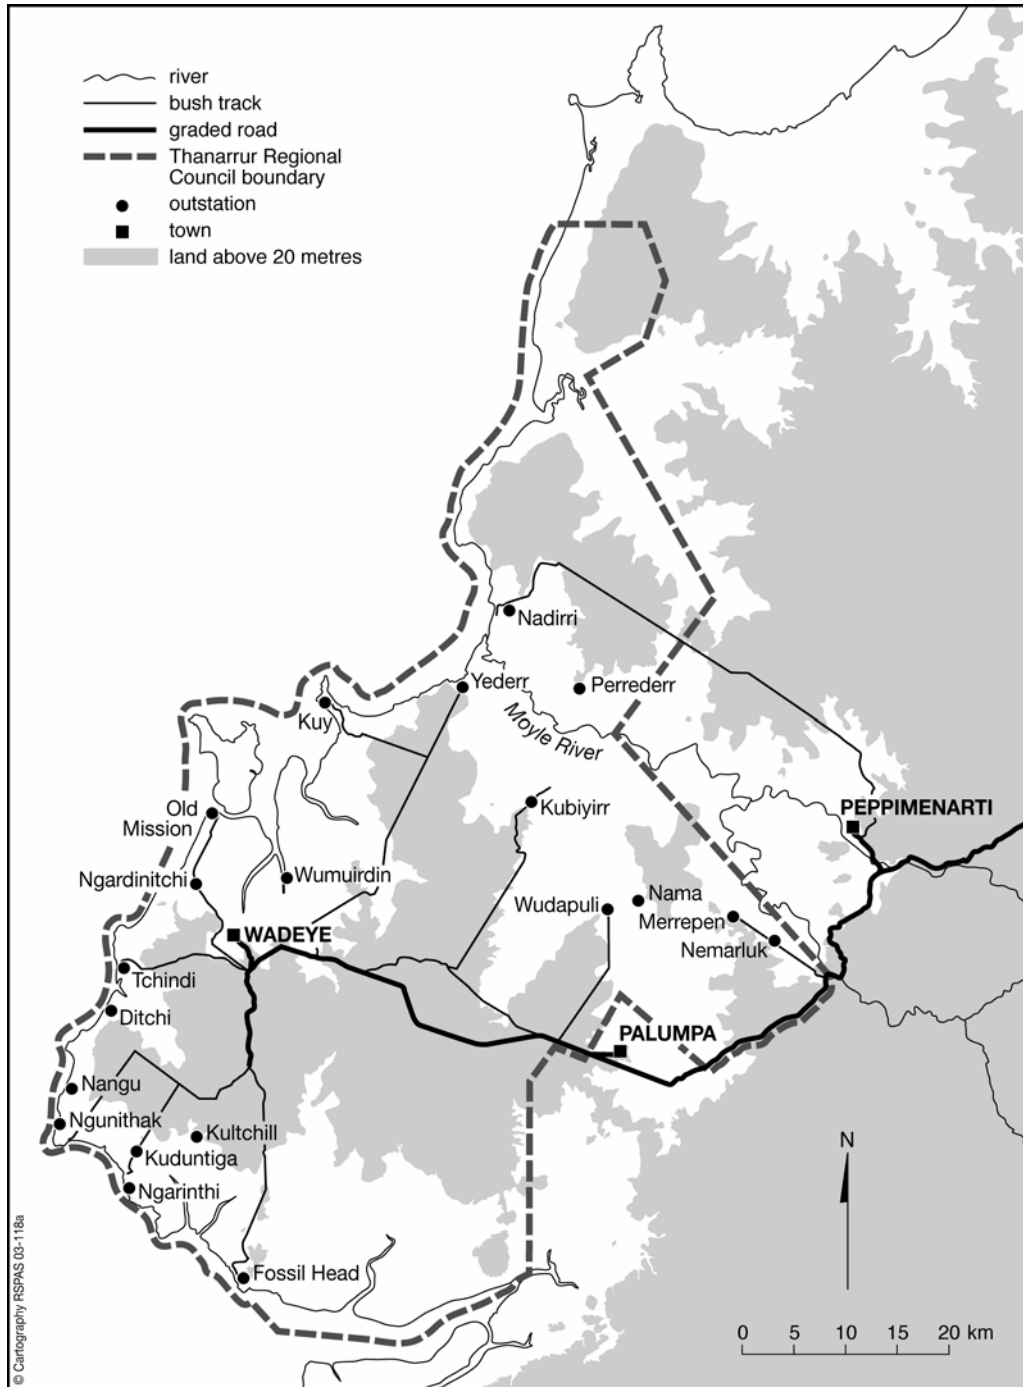 river
bush track
graded road
Thanarrur Regional
Council boundary
outstation
town
land above 20 metres
Nadirri
Yederr
Perrederr
Kuy
Moyle River
Old
Mission
Kubiyirr
PEPPIMENARTI
Ngardinitchi
Wumuirdin
Wudapuli
Nama
Merrepen
WADEYE
Nemarluk
Tchindi
Ditchi
PALUMPA
Nangu
Ngunithak
Kultchill
Kuduntiga
Ngarinthi
N
Fossil Head
0 5 10 15 20 km
© Cartography RSPAS 03-118a